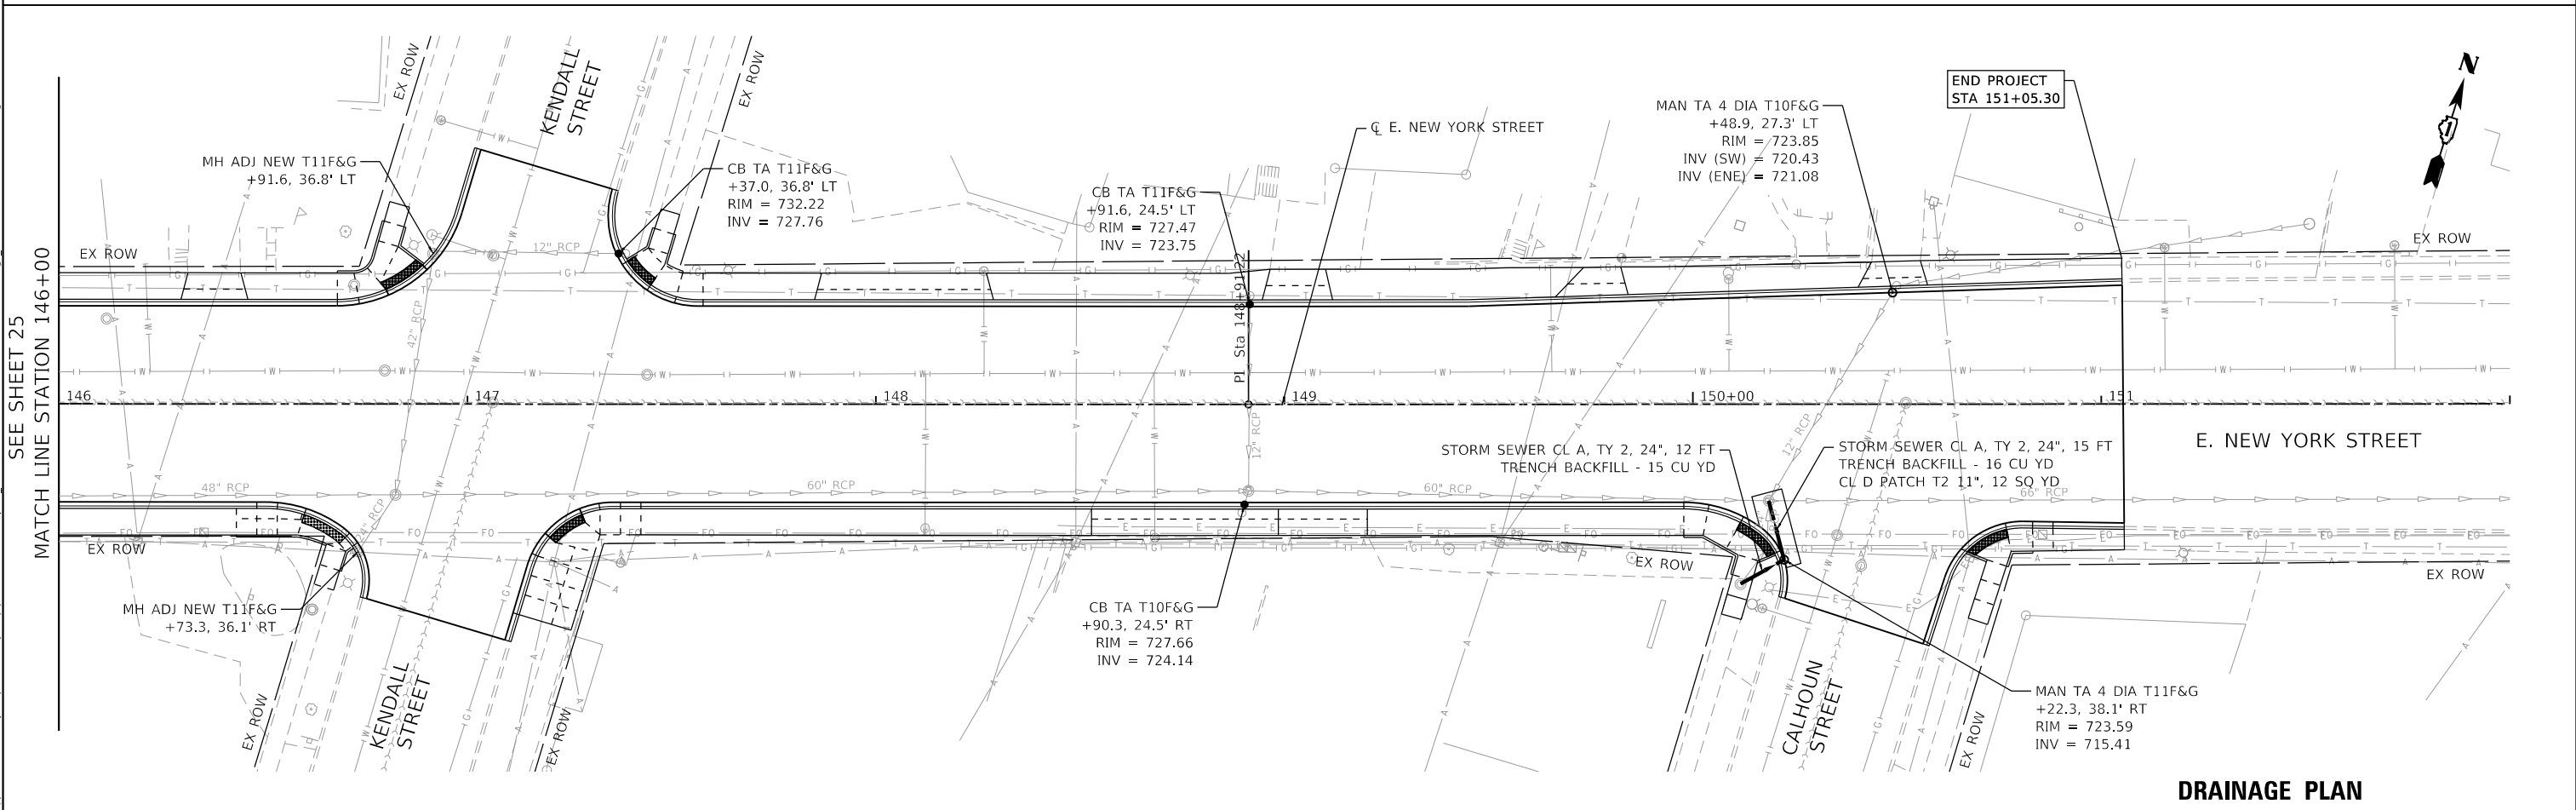 SEE SHEET 25
MATCH LINE STATION 146+00
EX ROW
EX ROW
KENDALL
STREET
EX ROW
MH ADJ NEW T11F&G
+91.6, 36.8' LT
CB TA T11F&G
+37.0, 36.8' LT
RIM = 732.22
INV = 727.76
12" RCP
42" RCP
CB TA T11F&G
+91.6, 24.5' LT
RIM = 727.47
INV = 723.75
PI Sta 148+91.22
℄ E. NEW YORK STREET
MAN TA 4 DIA T10F&G
+48.9, 27.3' LT
RIM = 723.85
INV (SW) = 720.43
INV (ENE) = 721.08
END PROJECT
STA 151+05.30
N
1
EX ROW
146
147
148
149
150+00
151
E. NEW YORK STREET
12" RCP
12" RCP
STORM SEWER CL A, TY 2, 24", 12 FT
TRENCH BACKFILL - 15 CU YD
STORM SEWER CL A, TY 2, 24", 15 FT
TRENCH BACKFILL - 16 CU YD
CL D PATCH T2 11", 12 SQ YD
48" RCP
60" RCP
60" RCP
66" RCP
EX ROW
EX ROW
EX ROW
MH ADJ NEW T11F&G
+73.3, 36.1' RT
CB TA T10F&G
+90.3, 24.5' RT
RIM = 727.66
INV = 724.14
MAN TA 4 DIA T11F&G
+22.3, 38.1' RT
RIM = 723.59
INV = 715.41
EX ROW
KENDALL
STREET
EX ROW
CALHOUN
STREET
EX ROW
DRAINAGE PLAN